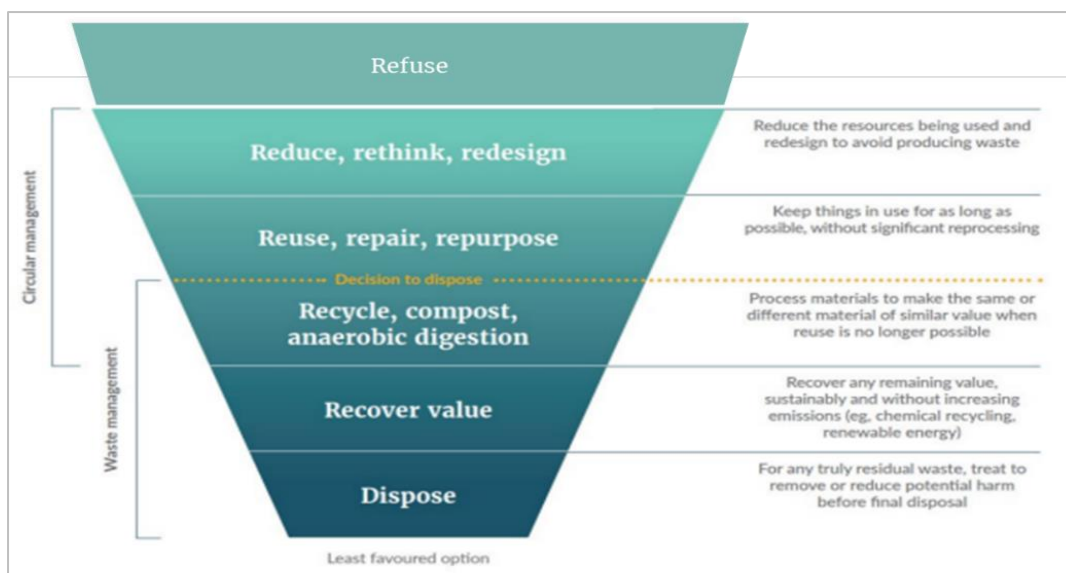 Refuse
Reduce, rethink, redesign
Reduce the resources being used and
redesign to avoid producing waste
Circular management
Reuse, repair, repurpose
Keep things in use for as long as
possible, without significant reprocessing
Decision to dispose
Recycle, compost,
anaerobic digestion
Process materials to make the same or
different material of similar value when
reuse is no longer possible
Waste management
Recover value
Recover any remaining value,
sustainably and without increasing
emissions (eg, chemical recycling,
renewable energy)
Dispose
For any truly residual waste, treat to
remove or reduce potential harm
before final disposal
Least favoured option